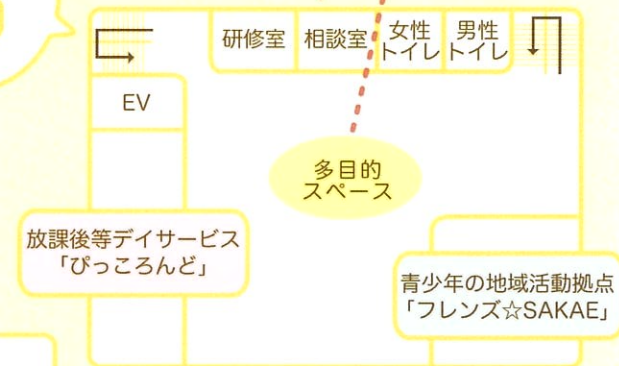 研修室
相談室
女性
トイレ
男性
トイレ
EV
多目的
スペース
放課後等デイサービス
「ぴっころんど」
青少年の地域活動拠点
「フレンズ☆SAKAE」